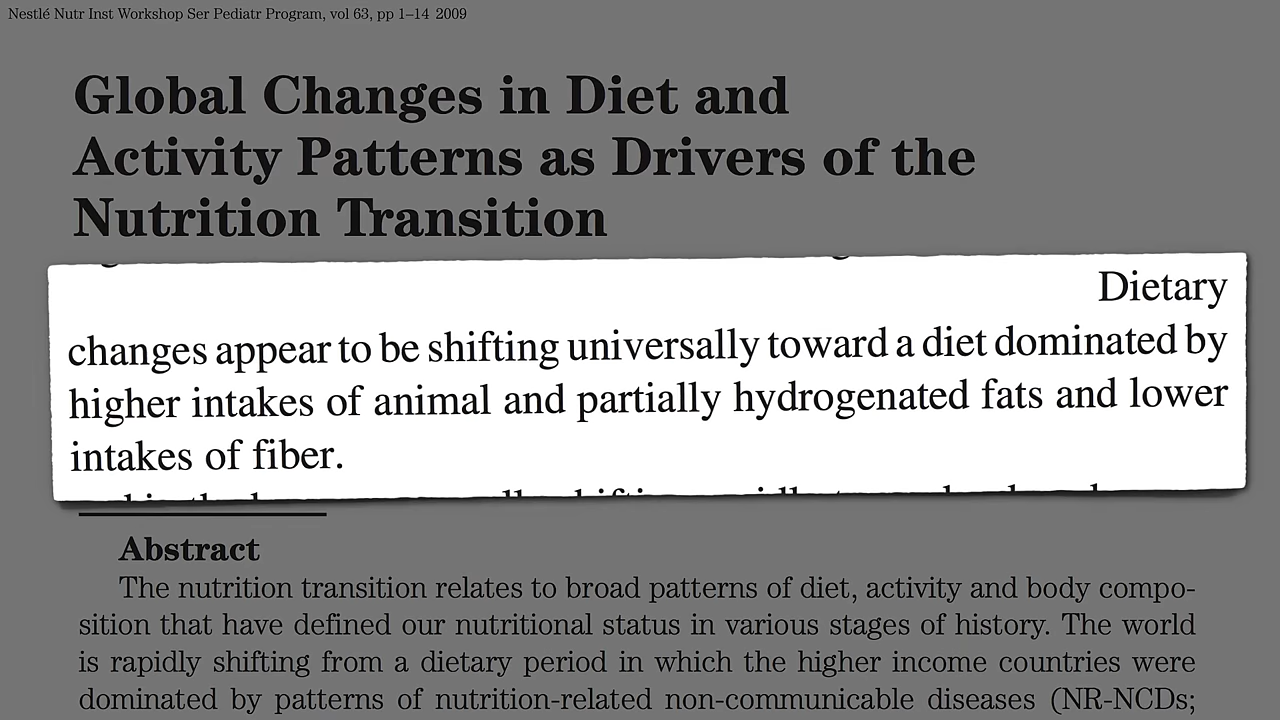 Nestlé Nutr Inst Workshop Ser Pediatr Program, vol 63, pp 1–14 2009
Global Changes in Diet and
Activity Patterns as Drivers of the
Nutrition Transition
Dietary
changes appear to be shifting universally toward a diet dominated by
higher intakes of animal and partially hydrogenated fats and lower
intakes of fiber.
Abstract
The nutrition transition relates to broad patterns of diet, activity and body compo-
sition that have defined our nutritional status in various stages of history. The world
is rapidly shifting from a dietary period in which the higher income countries were
dominated by patterns of nutrition-related non-communicable diseases (NR-NCDs;